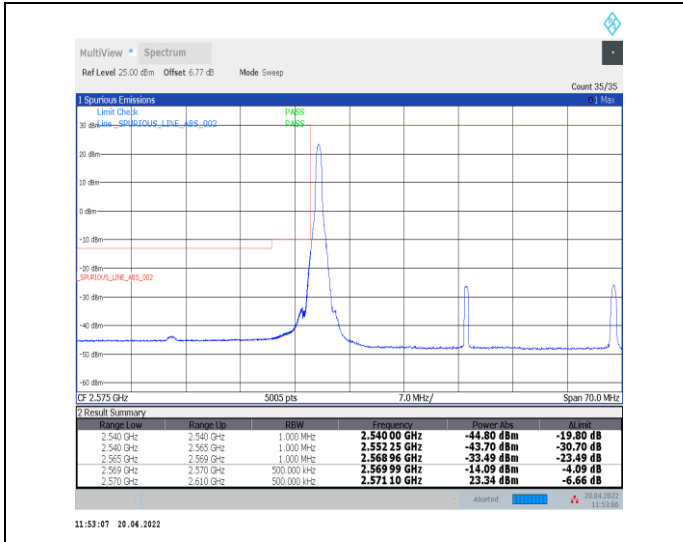 MultiView Spectrum
Ref Level 25.00 dBm Offset 6.77 dB Mode Sweep
Count 35/35
1 Spurious Emissions 1 Max
Limit Check PASS
30 dBm Line _SPURIOUS_LINE_ABS_002 PASS
20 dBm
10 dBm
0 dBm
-10 dBm
-20 dBm
_SPURIOUS_LINE_ABS_002
-30 dBm
-40 dBm
-50 dBm
-60 dBm
CF 2.575 GHz 5005 pts 7.0 MHz/ Span 70.0 MHz
2 Result Summary
Range Low Range Up RBW Frequency Power Abs ΔLimit
2.540 GHz 2.540 GHz 1.000 MHz 2.540 00 GHz -44.80 dBm -19.80 dB
2.540 GHz 2.565 GHz 1.000 MHz 2.552 25 GHz -43.70 dBm -30.70 dB
2.565 GHz 2.569 GHz 1.000 MHz 2.568 96 GHz -33.49 dBm -23.49 dB
2.569 GHz 2.570 GHz 500.000 kHz 2.569 99 GHz -14.09 dBm -4.09 dB
2.570 GHz 2.610 GHz 500.000 kHz 2.571 10 GHz 23.34 dBm -6.66 dB
Aborted 20.04.2022
11:53:06
11:53:07 20.04.2022